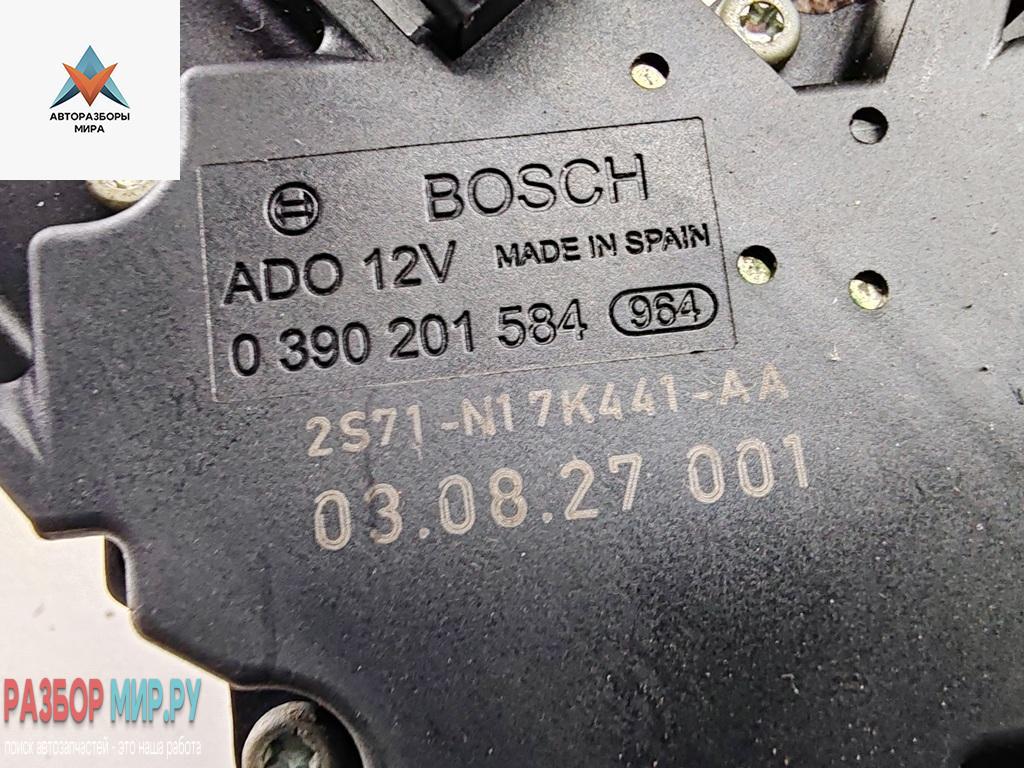 АВТОРАЗБОРЫ
МИРА
BOSCH
ADO 12V MADE IN SPAIN
0 390 201 584 964
2S71-N17K441-AA
03.08.27 001
РАЗБОР МИР.РУ
поиск автозапчастей - это наша работа